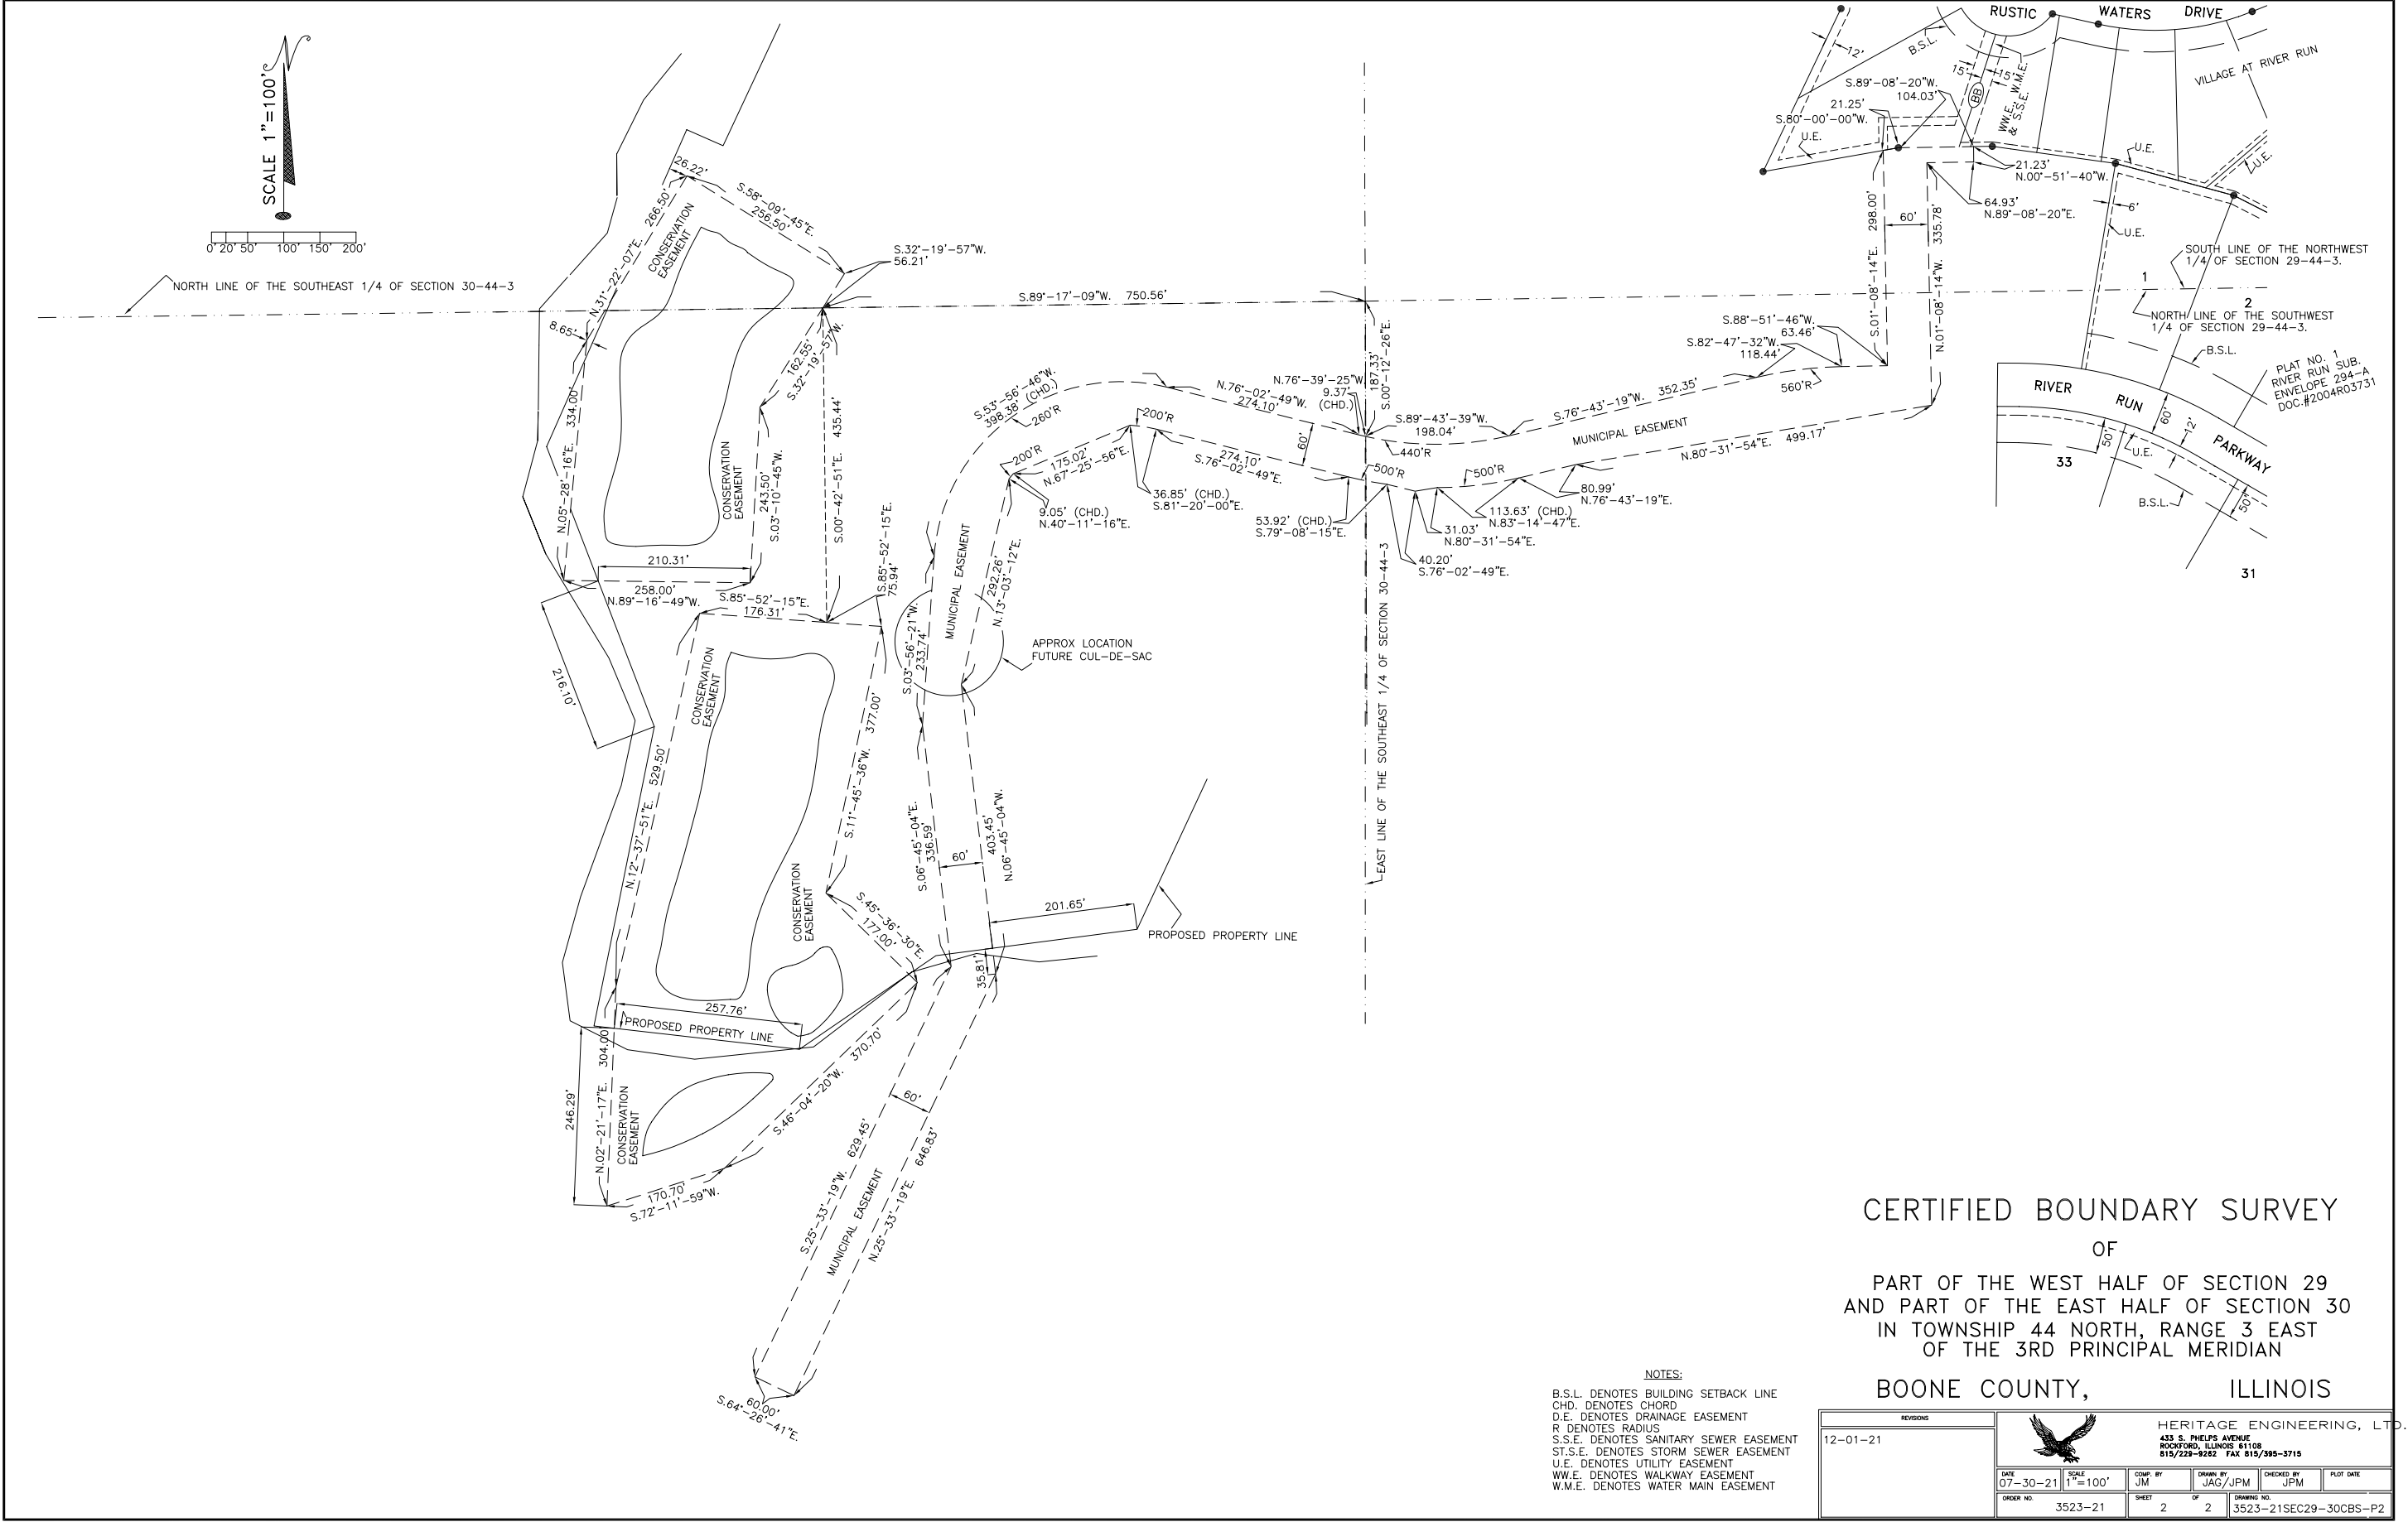 SCALE 1"=100'
0' 20' 50' 100' 150' 200'
NORTH LINE OF THE SOUTHEAST 1/4 OF SECTION 30-44-3
26.22'
S.58°-09'-45"E.
256.50'
N.31°-22'-07"E. 266.50'
CONSERVATION
EASEMENT
S.32°-19'-57"W.
56.21'
8.65'
162.55'
S.32°-19'-57"W.
N.05°-28'-16"E. 334.00'
CONSERVATION
EASEMENT
243.50'
S.03°-10'-45"W.
S.00°-42'-51"E. 435.44'
210.31'
258.00'
N.89°-16'-49"W.
S.85°-52'-15"E.
176.31'
S.85°-52'-15"E.
75.94'
216.10'
CONSERVATION
EASEMENT
N.12°-37'-51"E. 529.50'
S.11°-45'-36"W. 377.00'
CONSERVATION
EASEMENT
S.45°-36'-30"E.
177.00'
257.76'
PROPOSED PROPERTY LINE
246.29'
N.02°-21'-17"E. 304.00'
CONSERVATION
EASEMENT
170.70'
S.72°-11'-59"W.
S.46°-04'-20"W. 370.70'
S.89°-17'-09"W. 750.56'
187.33'
S.00°-12'-26"E.
S.53°-56'-46"W.
398.38' (CHD.)
260'R
N.76°-02'-49"W.
274.10'
N.76°-39'-25"W.
9.37'
(CHD.)
S.89°-43'-39"W.
198.04'
440'R
S.76°-43'-19"W. 352.35'
S.82°-47'-32"W.
118.44'
S.88°-51'-46"W.
63.46'
560'R
MUNICIPAL EASEMENT
N.80°-31'-54"E. 499.17'
200'R
175.02'
N.67°-25'-56"E.
200'R
274.10'
S.76°-02'-49"E.
60'
36.85' (CHD.)
S.81°-20'-00"E.
9.05' (CHD.)
N.40°-11'-16"E.
53.92' (CHD.)
S.79°-08'-15"E.
500'R
500'R
80.99'
N.76°-43'-19"E.
113.63' (CHD.)
N.83°-14'-47"E.
31.03'
N.80°-31'-54"E.
40.20'
S.76°-02'-49"E.
MUNICIPAL EASEMENT
292.26'
N.13°-03'-12"E.
S.03°-56'-21"W.
233.74'
APPROX LOCATION
FUTURE CUL-DE-SAC
EAST LINE OF THE SOUTHEAST 1/4 OF SECTION 30-44-3
S.06°-45'-04"E.
336.59'
60'
403.45'
N.06°-45'-04"W.
201.65'
PROPOSED PROPERTY LINE
35.81'
60'
S.25°-33'-19"W. 629.45'
MUNICIPAL EASEMENT
N.25°-33'-19"E. 646.83'
60.00'
S.64°-26'-41"E.
RUSTIC WATERS DRIVE
12'
B.S.L.
15'
15'
BB
WW.E., W.M.E.
& S.S.E.
VILLAGE AT RIVER RUN
S.89°-08'-20"W.
104.03'
21.25'
S.80°-00'-00"W.
U.E.
U.E.
U.E.
21.23'
N.00°-51'-40"W.
64.93'
N.89°-08'-20"E.
S.01°-08'-14"E. 298.00'
60'
N.01°-08'-14"W. 335.78'
6'
U.E.
SOUTH LINE OF THE NORTHWEST
1/4 OF SECTION 29-44-3.
1
2
NORTH LINE OF THE SOUTHWEST
1/4 OF SECTION 29-44-3.
B.S.L.
PLAT NO. 1
RIVER RUN SUB.
ENVELOPE 294-A
DOC.#2004R03731
RIVER RUN PARKWAY
60'
12'
50'
U.E.
33
B.S.L.
50'
31
CERTIFIED BOUNDARY SURVEY
OF
PART OF THE WEST HALF OF SECTION 29
AND PART OF THE EAST HALF OF SECTION 30
IN TOWNSHIP 44 NORTH, RANGE 3 EAST
OF THE 3RD PRINCIPAL MERIDIAN
BOONE COUNTY, ILLINOIS
NOTES:
B.S.L. DENOTES BUILDING SETBACK LINE
CHD. DENOTES CHORD
D.E. DENOTES DRAINAGE EASEMENT
R DENOTES RADIUS
S.S.E. DENOTES SANITARY SEWER EASEMENT
ST.S.E. DENOTES STORM SEWER EASEMENT
U.E. DENOTES UTILITY EASEMENT
WW.E. DENOTES WALKWAY EASEMENT
W.M.E. DENOTES WATER MAIN EASEMENT
REVISIONS
12-01-21
HERITAGE ENGINEERING, LTD.
433 S. PHELPS AVENUE
ROCKFORD, ILLINOIS 61108
815/229-9262 FAX 815/395-3715
DATE 07-30-21
SCALE 1"=100'
COMP. BY JM
DRAWN BY JAG/JPM
CHECKED BY JPM
PLOT DATE
ORDER NO. 3523-21
SHEET 2 OF 2
DRAWING NO. 3523-21SEC29-30CBS-P2